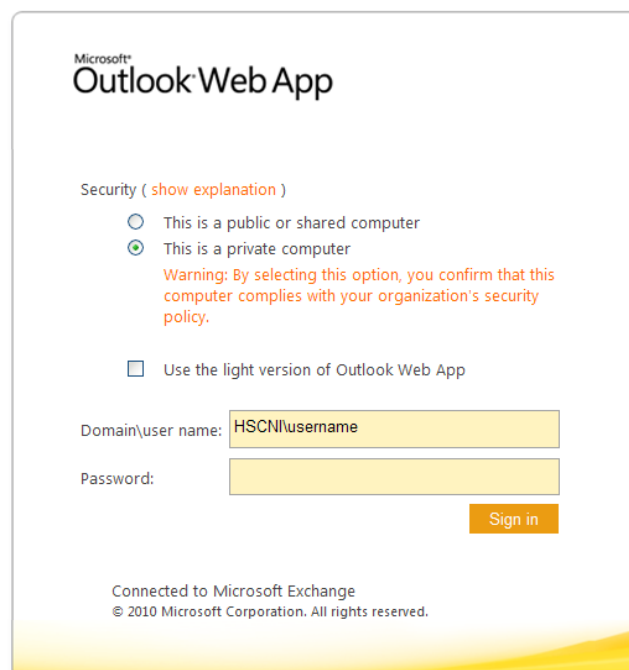 Microsoft®
Outlook Web App
Security ( show explanation )
This is a public or shared computer
This is a private computer
Warning: By selecting this option, you confirm that this
computer complies with your organization's security
policy.
Use the light version of Outlook Web App
Domain\user name: HSCNI\username
Password:
Sign in
Connected to Microsoft Exchange
© 2010 Microsoft Corporation. All rights reserved.